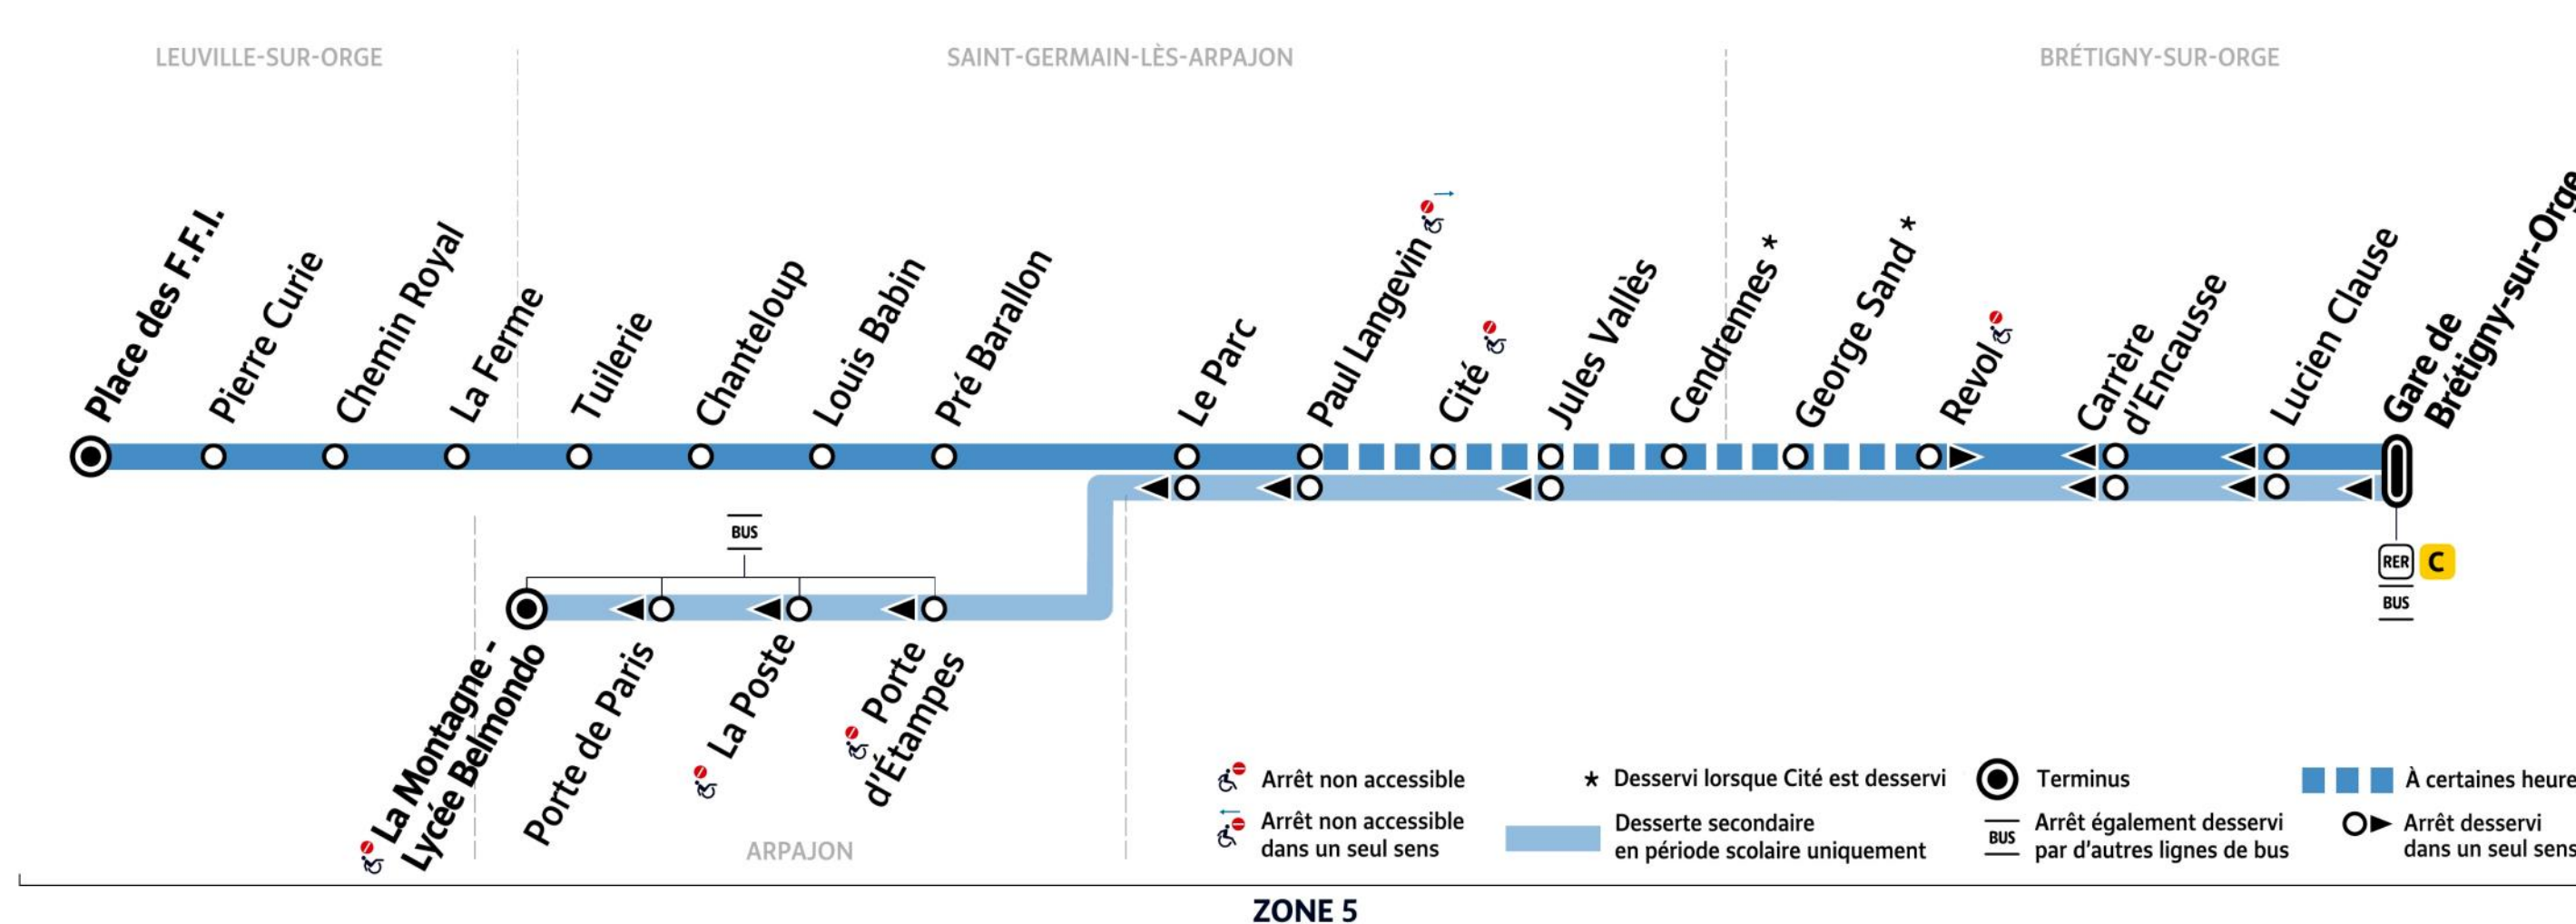 LEUVILLE-SUR-ORGE
SAINT-GERMAIN-LÈS-ARPAJON
BRÉTIGNY-SUR-ORGE
Place des F.F.I.
Pierre Curie
Chemin Royal
La Ferme
Tuilerie
Chanteloup
Louis Babin
Pré Barallon
Le Parc
Paul Langevin
Cité
Jules Vallès
Cendrennes *
George Sand *
Revol
Carrère
d'Encausse
Lucien Clause
Gare de
Brétigny-sur-Orge
BUS
RER C
BUS
La Montagne -
Lycée Belmondo
Porte de Paris
La Poste
Porte
d'Étampes
ARPAJON
Arrêt non accessible
Arrêt non accessible
dans un seul sens
* Desservi lorsque Cité est desservi
Desserte secondaire
en période scolaire uniquement
Terminus
BUS
Arrêt également desservi
par d'autres lignes de bus
À certaines heure
Arrêt desservi
dans un seul sens
ZONE 5